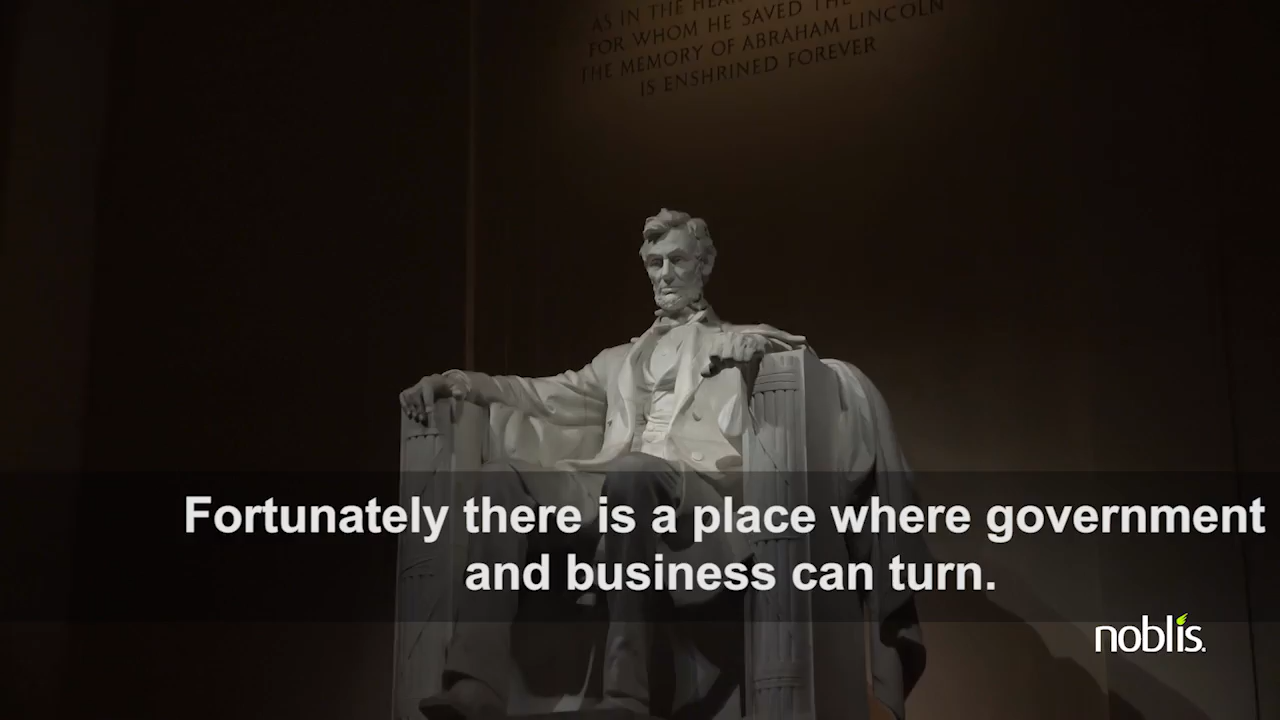 AS IN THE
FOR WHOM HE SAVED THE
THE MEMORY OF ABRAHAM LINCOLN
IS ENSHRINED FOREVER
Fortunately there is a place where government
and business can turn.
noblis.